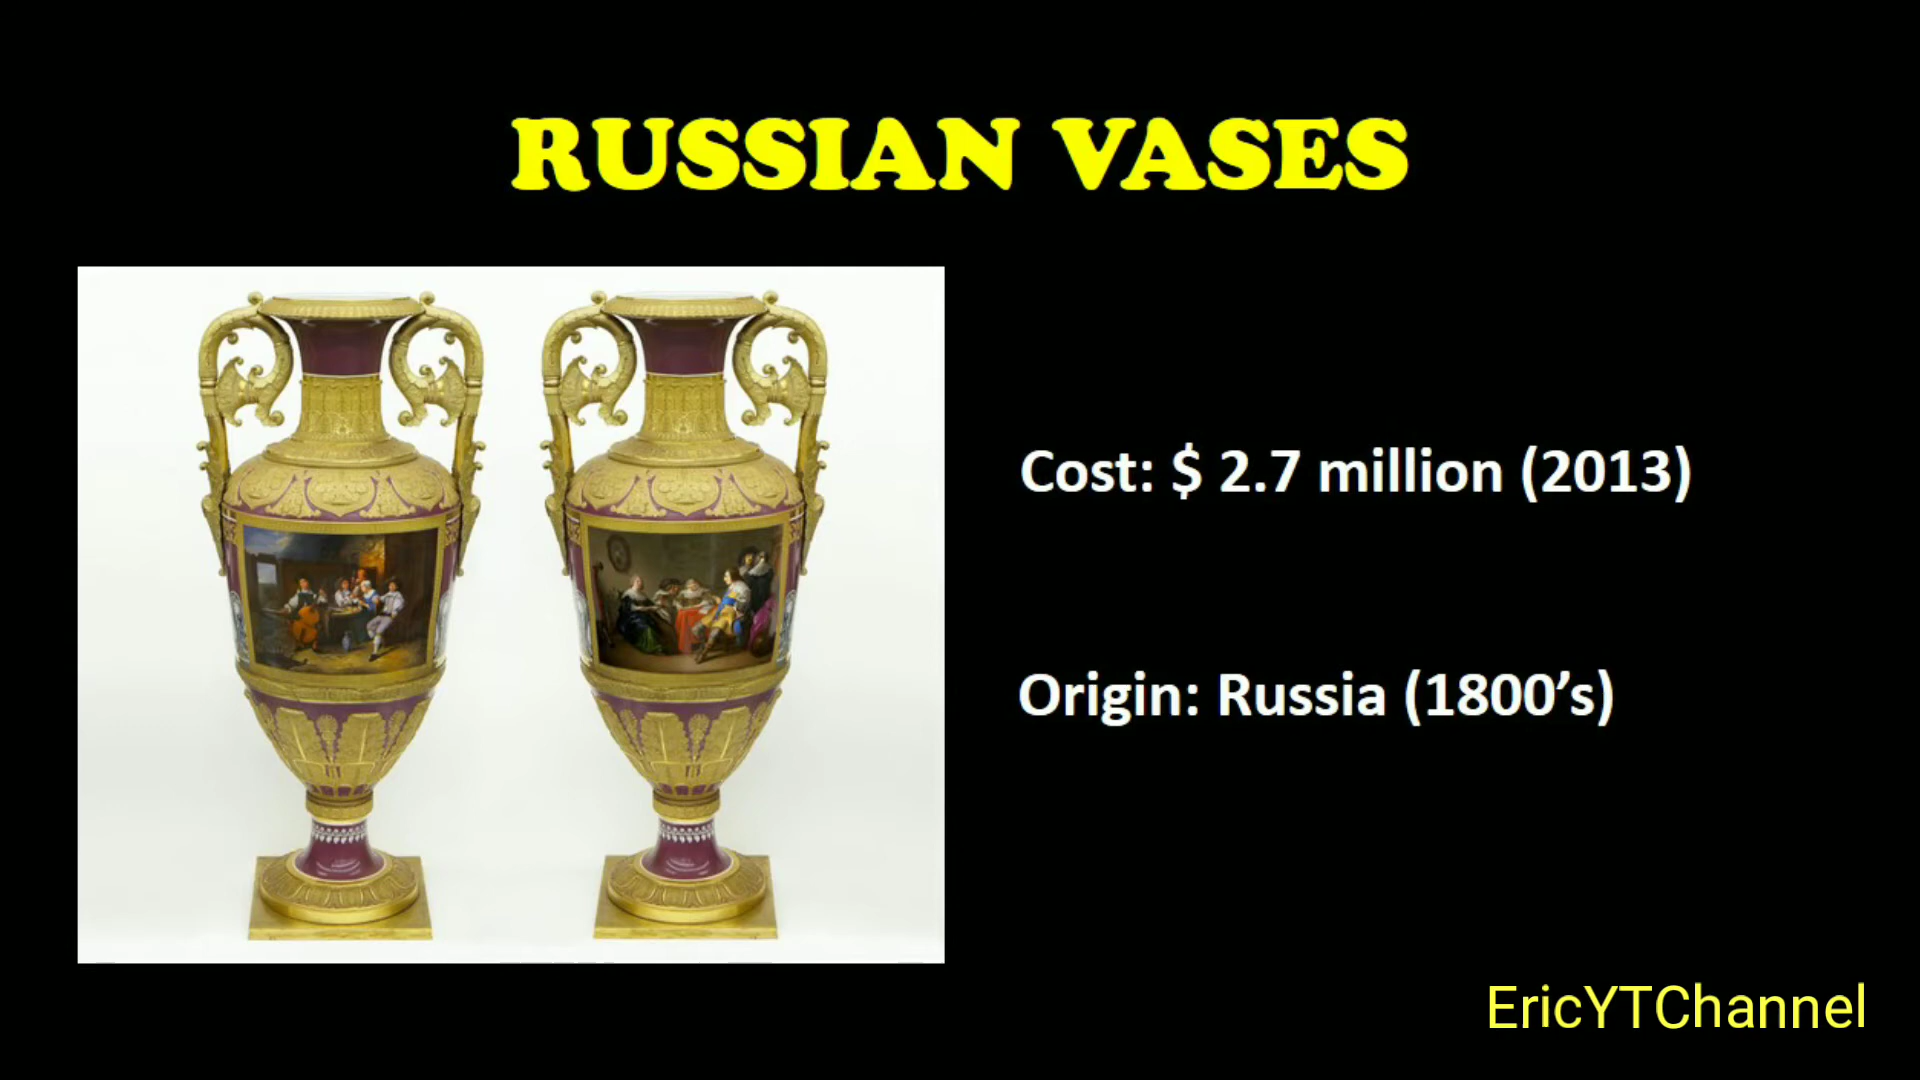 RUSSIAN VASES
Cost: $ 2.7 million (2013)
Origin: Russia (1800’s)
EricYTChannel